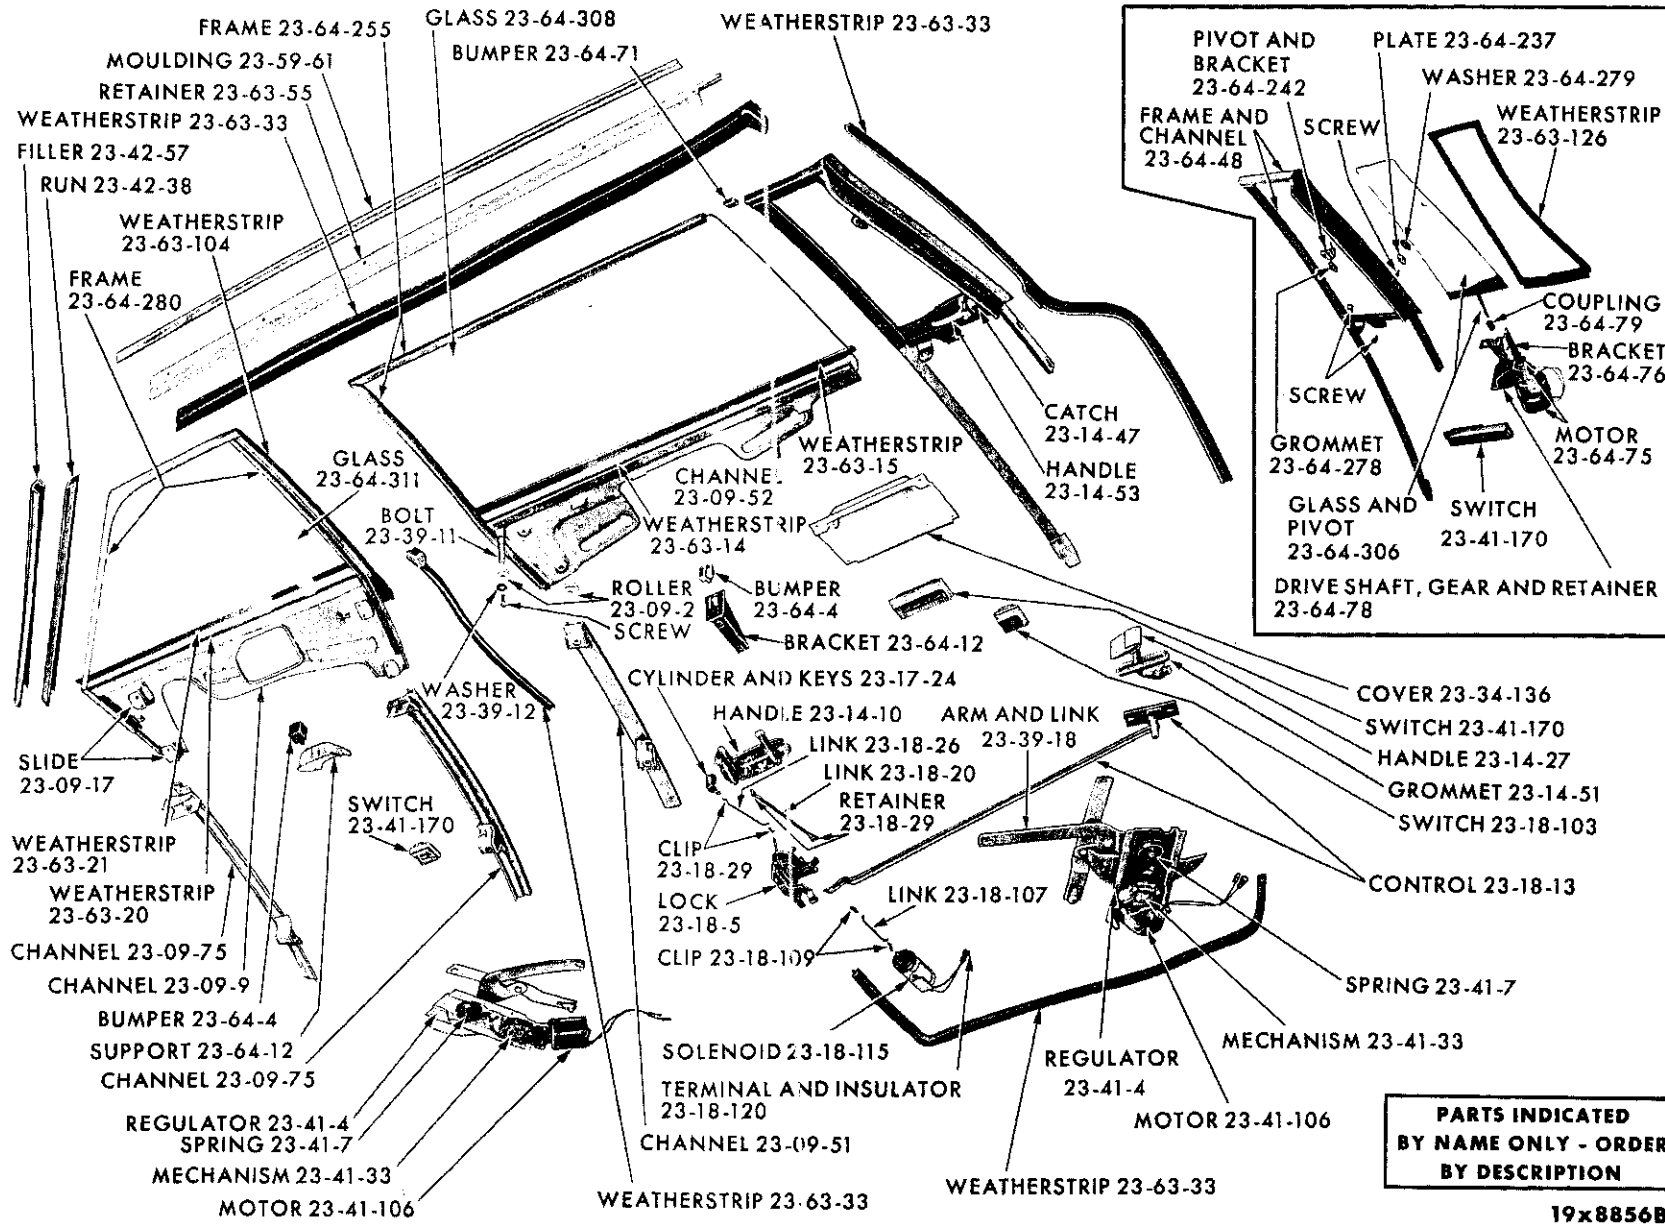 FRAME 23-64-255
MOULDING 23-59-61
RETAINER 23-63-55
WEATHERSTRIP 23-63-33
FILLER 23-42-57
RUN 23-42-38
WEATHERSTRIP
23-63-104
FRAME
23-64-280
GLASS 23-64-308
BUMPER 23-64-71
WEATHERSTRIP 23-63-33
PIVOT AND
BRACKET
23-64-242
PLATE 23-64-237
WASHER 23-64-279
FRAME AND
CHANNEL
23-64-48
SCREW
WEATHERSTRIP
23-63-126
COUPLING
23-64-79
BRACKET
23-64-76
SCREW
GROMMET
23-64-278
MOTOR
23-64-75
GLASS AND
PIVOT
23-64-306
SWITCH
23-41-170
DRIVE SHAFT, GEAR AND RETAINER
23-64-78
GLASS
23-64-311
BOLT
23-39-11
CHANNEL
23-09-52
WEATHERSTRIP
23-63-15
WEATHERSTRIP
23-63-14
CATCH
23-14-47
HANDLE
23-14-53
ROLLER
23-09-2
SCREW
BUMPER
23-64-4
BRACKET 23-64-12
WASHER
23-39-12
CYLINDER AND KEYS 23-17-24
HANDLE 23-14-10
LINK 23-18-26
LINK 23-18-20
RETAINER
23-18-29
ARM AND LINK
23-39-18
COVER 23-34-136
SWITCH 23-41-170
HANDLE 23-14-27
GROMMET 23-14-51
SWITCH 23-18-103
CONTROL 23-18-13
SLIDE
23-09-17
SWITCH
23-41-170
CLIP
23-18-29
LOCK
23-18-5
LINK 23-18-107
CLIP 23-18-109
WEATHERSTRIP
23-63-21
WEATHERSTRIP
23-63-20
CHANNEL 23-09-75
CHANNEL 23-09-9
BUMPER 23-64-4
SUPPORT 23-64-12
CHANNEL 23-09-75
REGULATOR 23-41-4
SPRING 23-41-7
MECHANISM 23-41-33
MOTOR 23-41-106
SOLENOID 23-18-115
TERMINAL AND INSULATOR
23-18-120
CHANNEL 23-09-51
WEATHERSTRIP 23-63-33
SPRING 23-41-7
MECHANISM 23-41-33
REGULATOR
23-41-4
MOTOR 23-41-106
WEATHERSTRIP 23-63-33
PARTS INDICATED
BY NAME ONLY - ORDER
BY DESCRIPTION
19x8856B